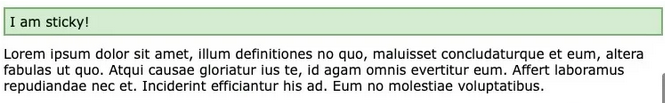 I am sticky!
Lorem ipsum dolor sit amet, illum definitiones no quo, maluisset concludaturque et eum, altera
fabulas ut quo. Atqui causae gloriatur ius te, id agam omnis evertitur eum. Affert laboramus
repudiandae nec et. Inciderint efficiantur his ad. Eum no molestiae voluptatibus.